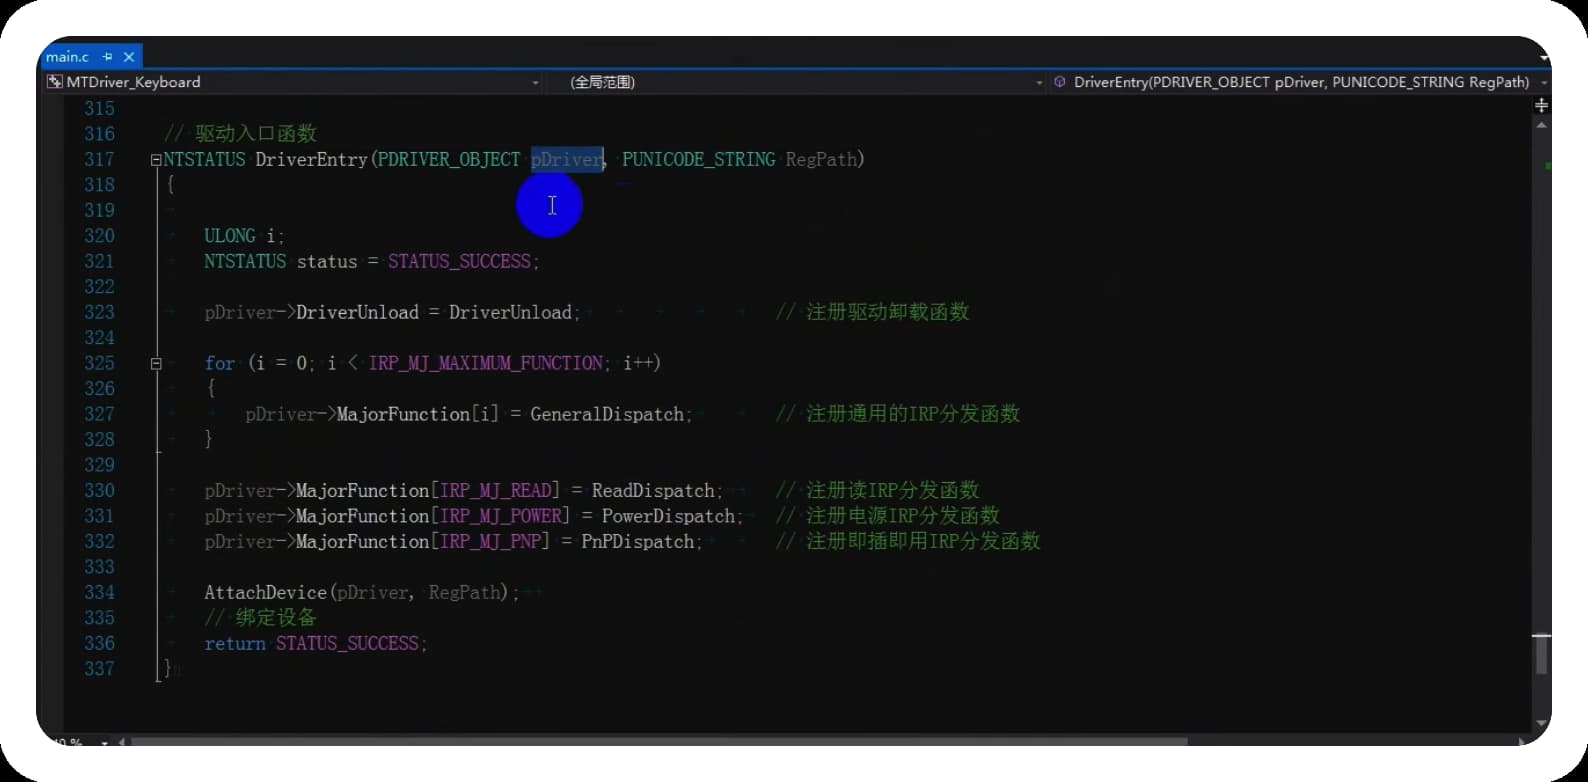 main.c
MTDriver_Keyboard (全局范围) DriverEntry(PDRIVER_OBJECT pDriver, PUNICODE_STRING RegPath)
315
316 // 驱动入口函数
317 NTSTATUS DriverEntry(PDRIVER_OBJECT pDriver, PUNICODE_STRING RegPath)
318 {
319
320 ULONG i;
321 NTSTATUS status = STATUS_SUCCESS;
322
323 pDriver->DriverUnload = DriverUnload; // 注册驱动卸载函数
324
325 for (i = 0; i < IRP_MJ_MAXIMUM_FUNCTION; i++)
326 {
327 pDriver->MajorFunction[i] = GeneralDispatch; // 注册通用的IRP分发函数
328 }
329
330 pDriver->MajorFunction[IRP_MJ_READ] = ReadDispatch; // 注册读IRP分发函数
331 pDriver->MajorFunction[IRP_MJ_POWER] = PowerDispatch; // 注册电源IRP分发函数
332 pDriver->MajorFunction[IRP_MJ_PNP] = PnPDispatch; // 注册即插即用IRP分发函数
333
334 AttachDevice(pDriver, RegPath);
335 // 绑定设备
336 return STATUS_SUCCESS;
337 }